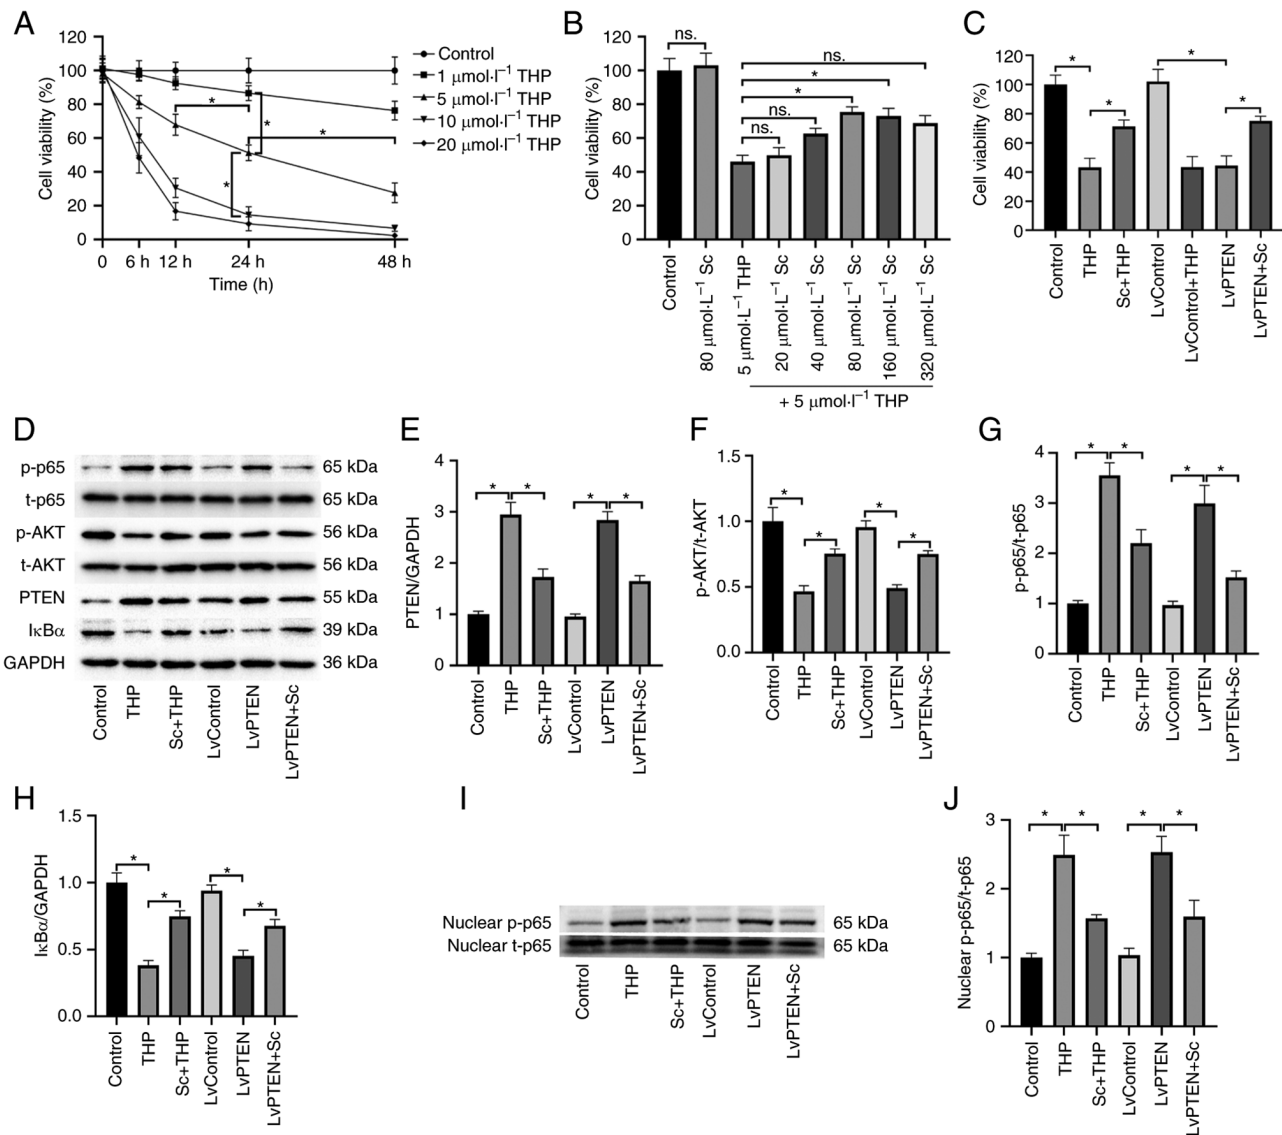 A
120
100
80
60
40
20
0
Cell viability (%)
0
6 h
12 h
24 h
48 h
Time (h)
*
*
*
*
Control
1 μmol·l⁻¹ THP
5 μmol·l⁻¹ THP
10 μmol·l⁻¹ THP
20 μmol·l⁻¹ THP
B
120
100
80
60
40
20
0
Cell viability (%)
ns.
ns.
*
*
ns.
ns.
Control
80 μmol·L⁻¹ Sc
5 μmol·L⁻¹ THP
20 μmol·L⁻¹ Sc
40 μmol·L⁻¹ Sc
80 μmol·L⁻¹ Sc
160 μmol·L⁻¹ Sc
320 μmol·L⁻¹ Sc
+ 5 μmol·l⁻¹ THP
C
120
100
80
60
40
20
0
Cell viability (%)
*
*
*
*
Control
THP
Sc+THP
LvControl
LvControl+THP
LvPTEN
LvPTEN+Sc
D
p-p65 65 kDa
t-p65 65 kDa
p-AKT 56 kDa
t-AKT 56 kDa
PTEN 55 kDa
IκBα 39 kDa
GAPDH 36 kDa
Control
THP
Sc+THP
LvControl
LvPTEN
LvPTEN+Sc
E
4
3
2
1
0
PTEN/GAPDH
*
*
*
*
Control
THP
Sc+THP
LvControl
LvPTEN
LvPTEN+Sc
F
1.5
1.0
0.5
0.0
p-AKT/t-AKT
*
*
*
*
Control
THP
Sc+THP
LvControl
LvPTEN
LvPTEN+Sc
G
4
3
2
1
0
p-p65/t-p65
*
*
*
*
Control
THP
Sc+THP
LvControl
LvPTEN
LvPTEN+Sc
H
1.5
1.0
0.5
0.0
IκBα/GAPDH
*
*
*
*
Control
THP
Sc+THP
LvControl
LvPTEN
LvPTEN+Sc
I
Nuclear p-p65 65 kDa
Nuclear t-p65 65 kDa
Control
THP
Sc+THP
LvControl
LvPTEN
LvPTEN+Sc
J
3
2
1
0
Nuclear p-p65/t-p65
*
*
*
*
Control
THP
Sc+THP
LvControl
LvPTEN
LvPTEN+Sc